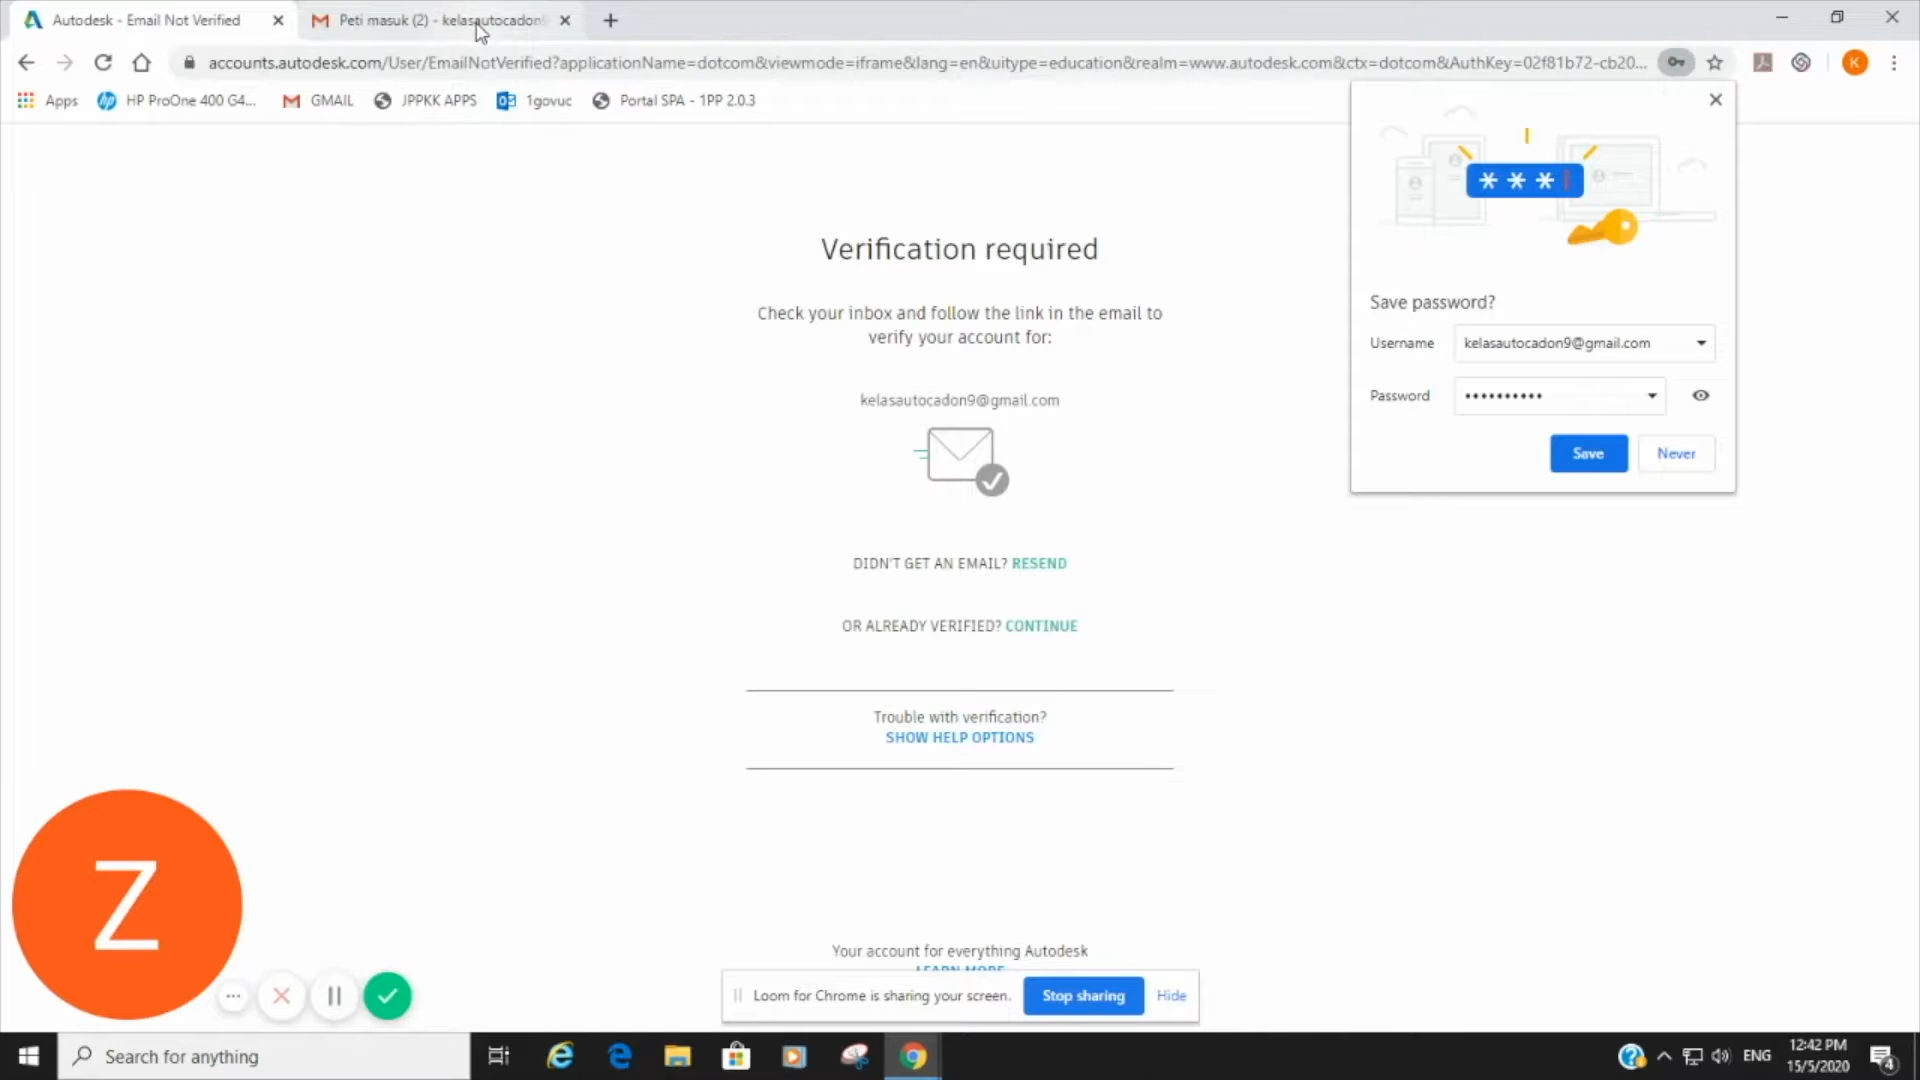 Autodesk - Email Not Verified
Peti masuk (2) - kelasautocadon9
accounts.autodesk.com/User/EmailNotVerified?applicationName=dotcom&viewmode=iframe&lang=en&uitype=education&realm=www.autodesk.com&ctx=dotcom&AuthKey=02f81b72-cb20...
K
Apps
HP ProOne 400 G4...
GMAIL
JPPKK APPS
1govuc
Portal SPA - 1PP 2.0.3
* * *
Save password?
Username kelasautocadon9@gmail.com
Password ••••••••••
Save Never
Verification required
Check your inbox and follow the link in the email to
verify your account for:
kelasautocadon9@gmail.com
DIDN'T GET AN EMAIL? RESEND
OR ALREADY VERIFIED? CONTINUE
Trouble with verification?
SHOW HELP OPTIONS
Your account for everything Autodesk
LEARN MORE
Z
Loom for Chrome is sharing your screen. Stop sharing Hide
Search for anything
ENG
12:42 PM
15/5/2020
4